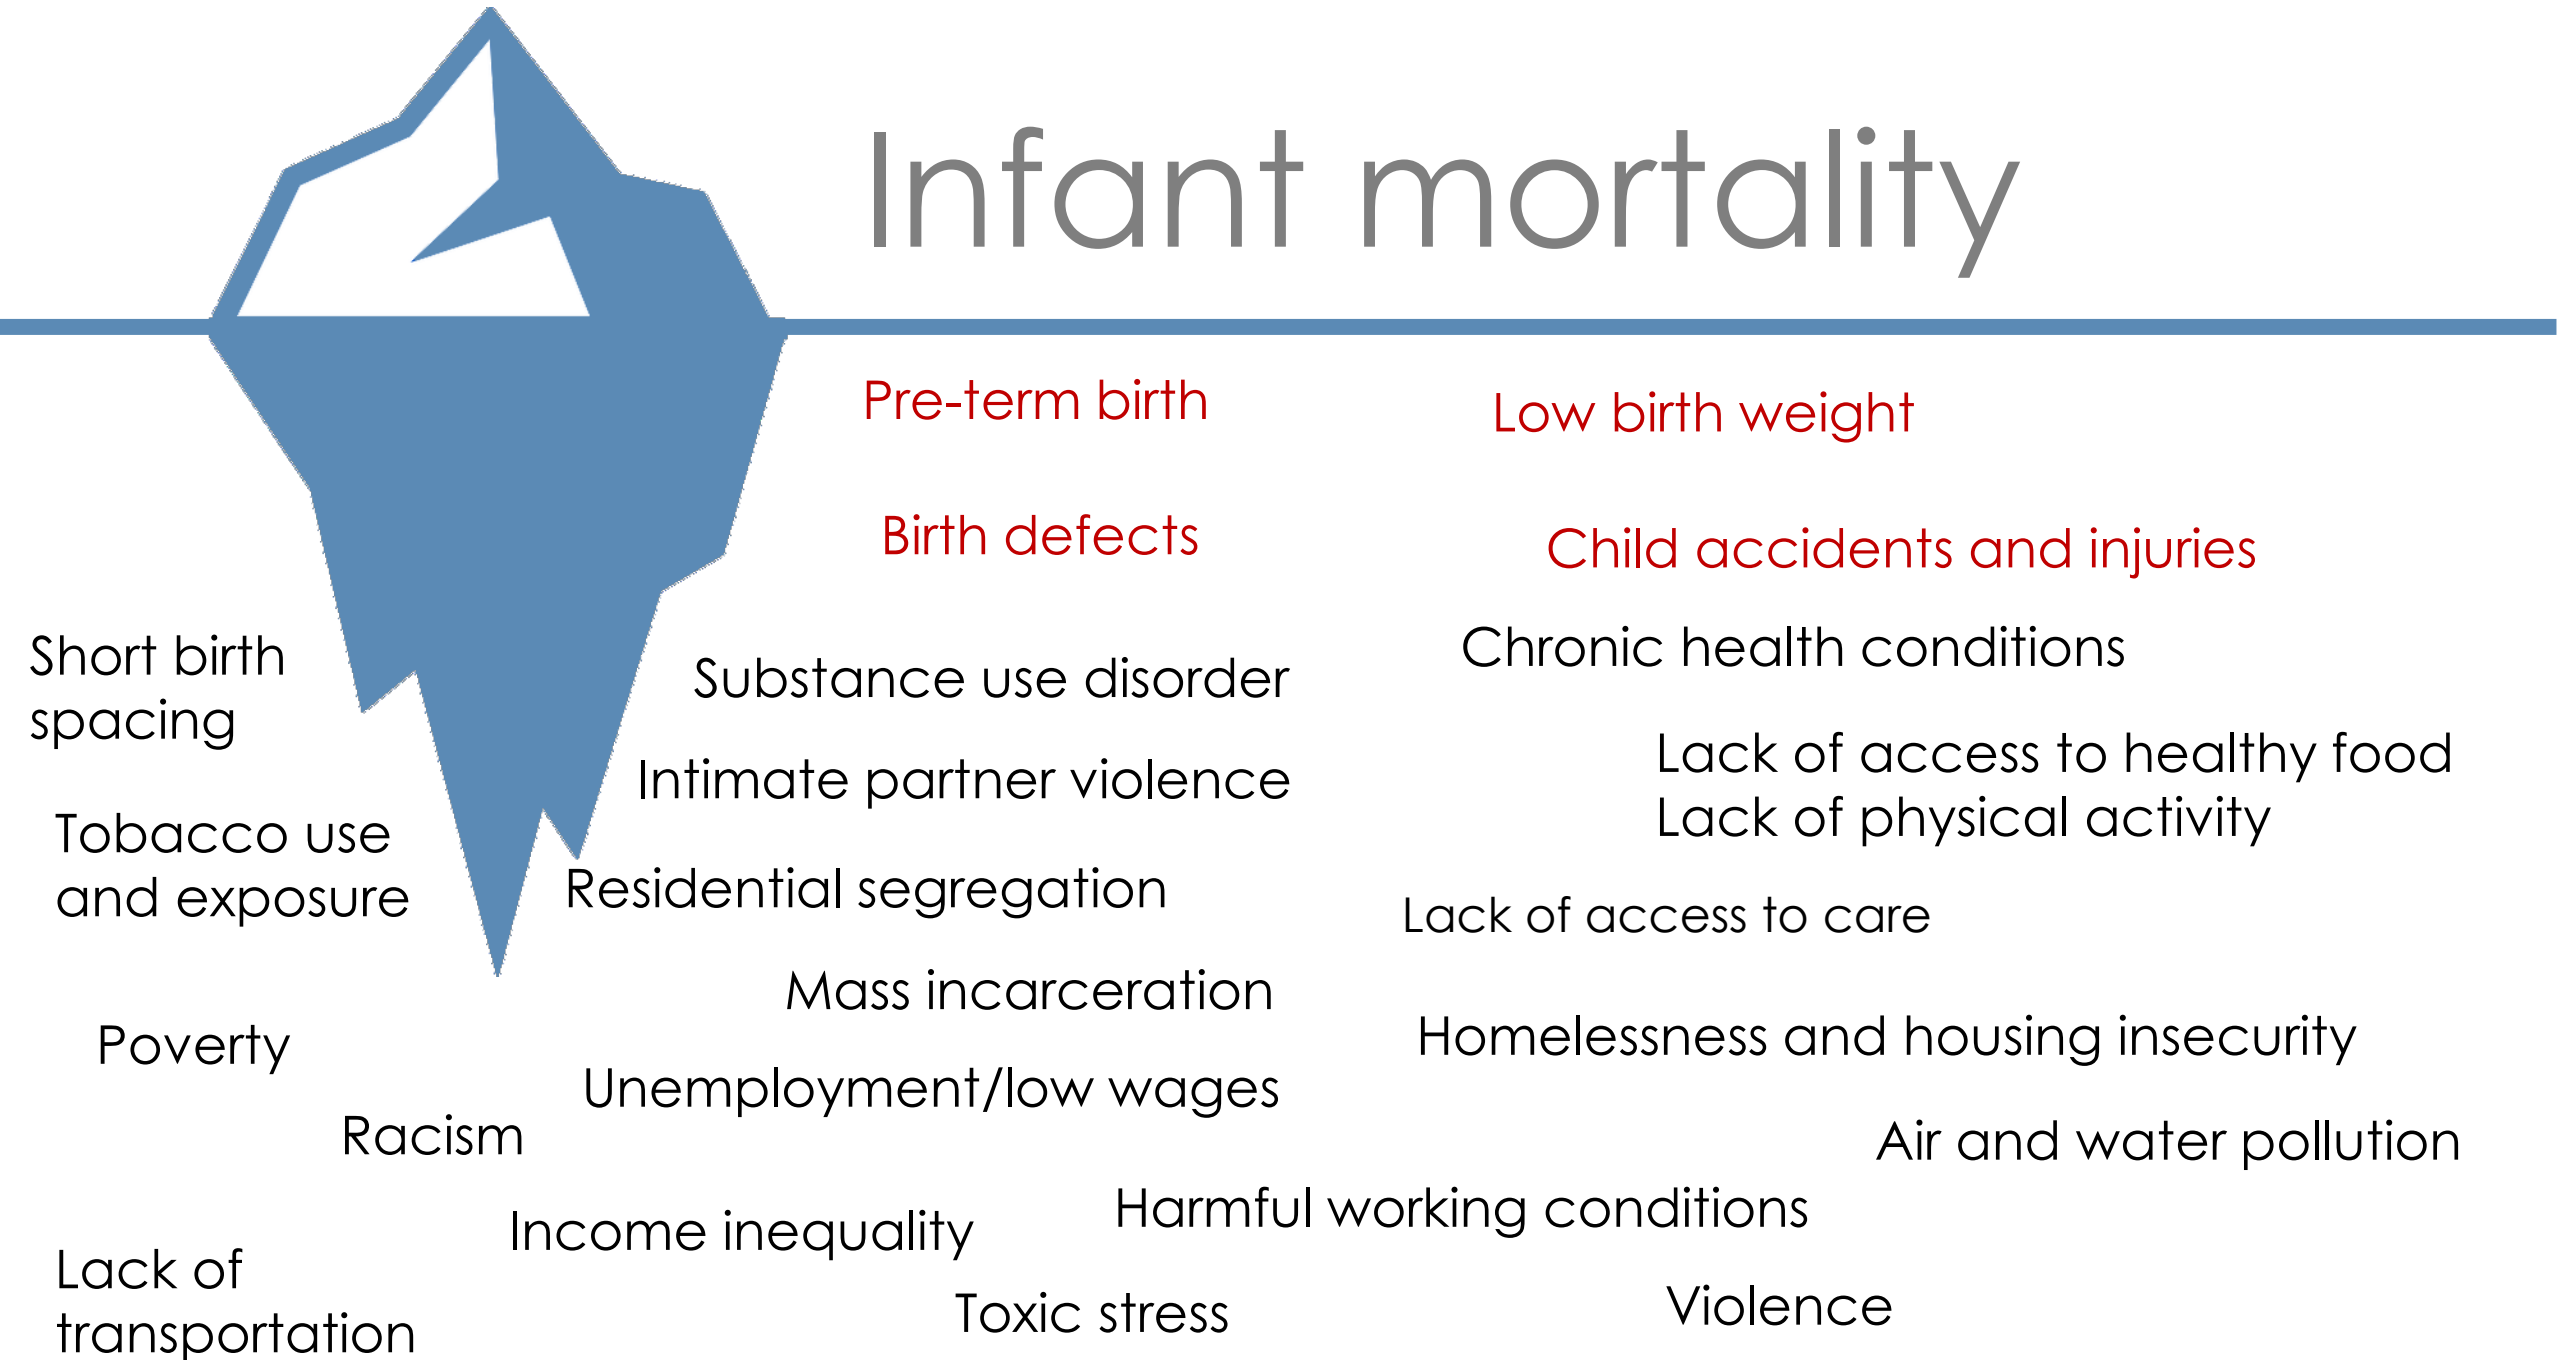 Infant mortality
Pre-term birth
Low birth weight
Birth defects
Child accidents and injuries
Short birth
spacing
Substance use disorder
Chronic health conditions
Intimate partner violence
Lack of access to healthy food
Lack of physical activity
Tobacco use
and exposure
Residential segregation
Lack of access to care
Mass incarceration
Poverty
Homelessness and housing insecurity
Unemployment/low wages
Racism
Air and water pollution
Income inequality
Harmful working conditions
Lack of
transportation
Toxic stress
Violence